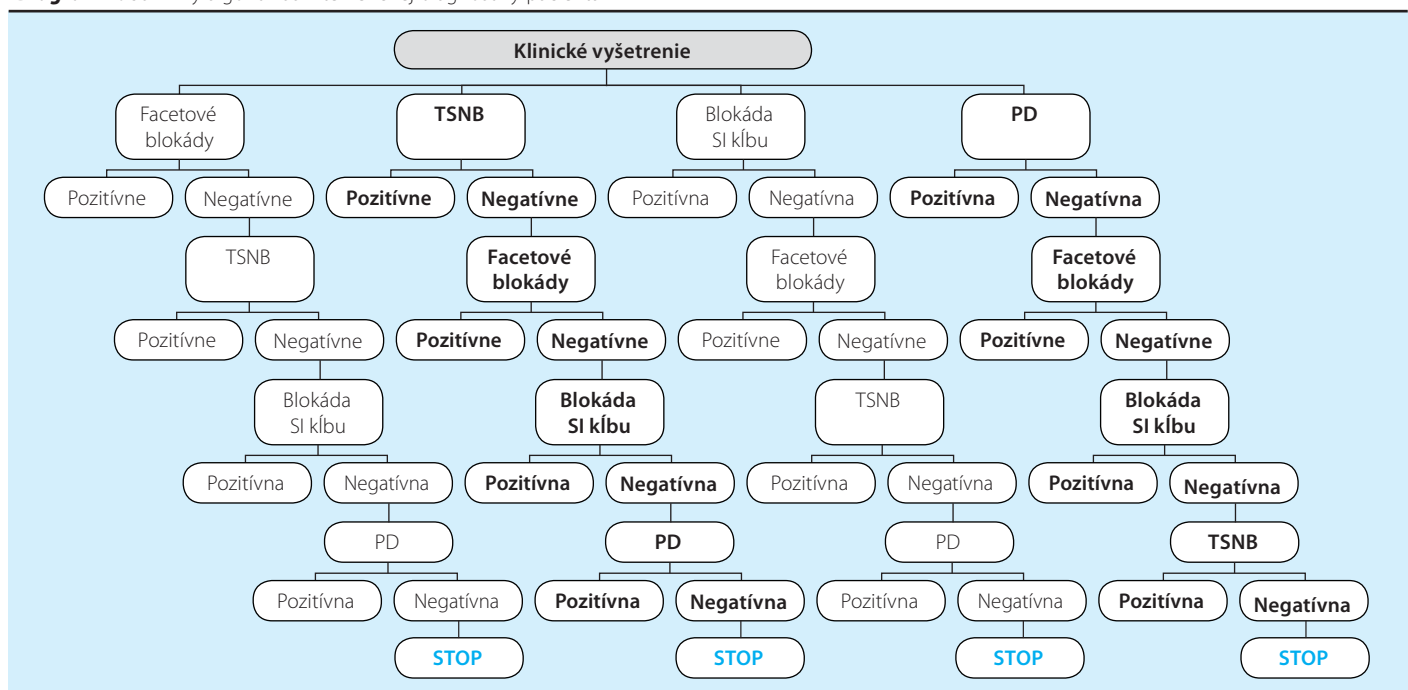 Klinické vyšetrenie
Facetové
blokády
TSNB
Blokáda
SI kĺbu
PD
Pozitívne
Negatívne
Pozitívne
Negatívne
Pozitívna
Negatívna
Pozitívna
Negatívna
TSNB
Facetové
blokády
Facetové
blokády
Facetové
blokády
Pozitívne
Negatívne
Pozitívne
Negatívne
Pozitívne
Negatívne
Pozitívne
Negatívne
Blokáda
SI kĺbu
Blokáda
SI kĺbu
TSNB
Blokáda
SI kĺbu
Pozitívna
Negatívna
Pozitívna
Negatívna
Pozitívna
Negatívna
Pozitívna
Negatívna
PD
PD
PD
TSNB
Pozitívna
Negatívna
Pozitívna
Negatívna
Pozitívna
Negatívna
Pozitívna
Negatívna
STOP
STOP
STOP
STOP